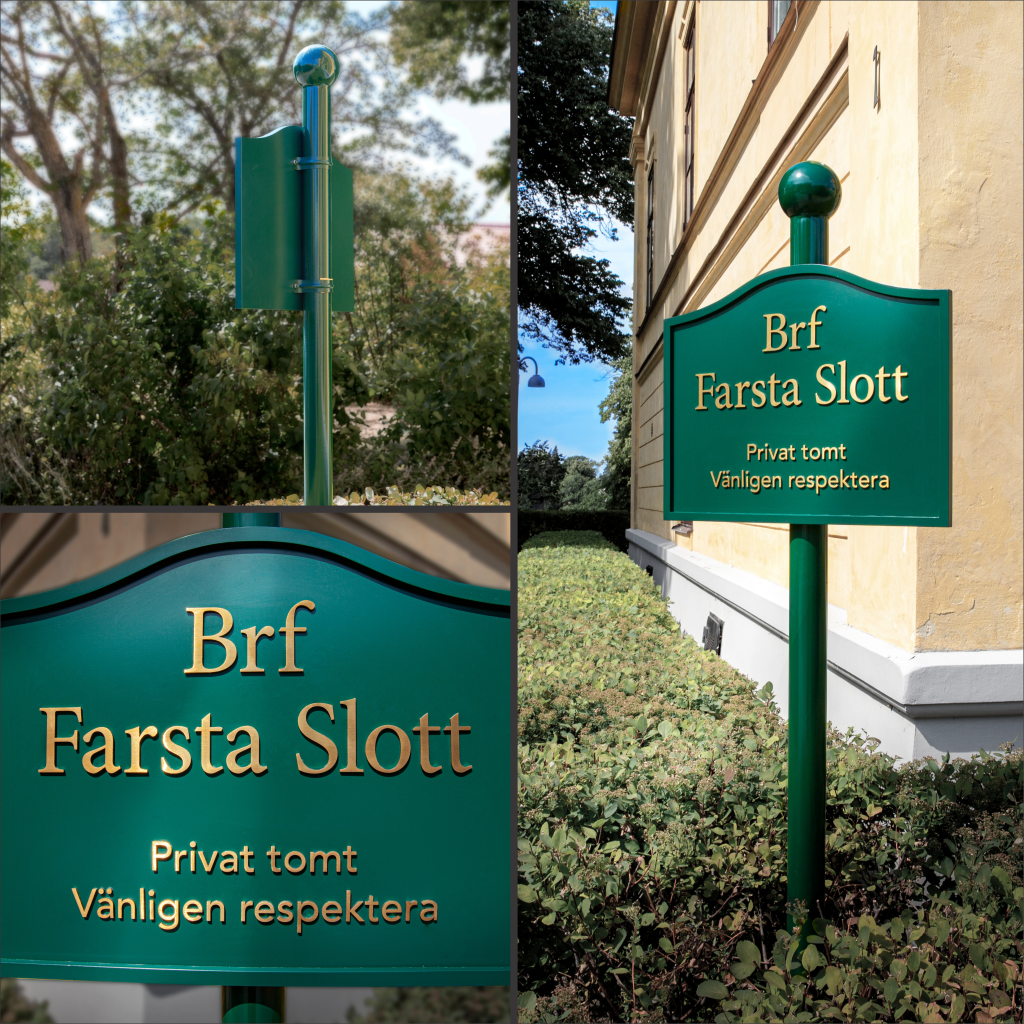 Brf
Farsta Slott
Privat tomt
Vänligen respektera
Brf
Farsta Slott
Privat tomt
Vänligen respektera